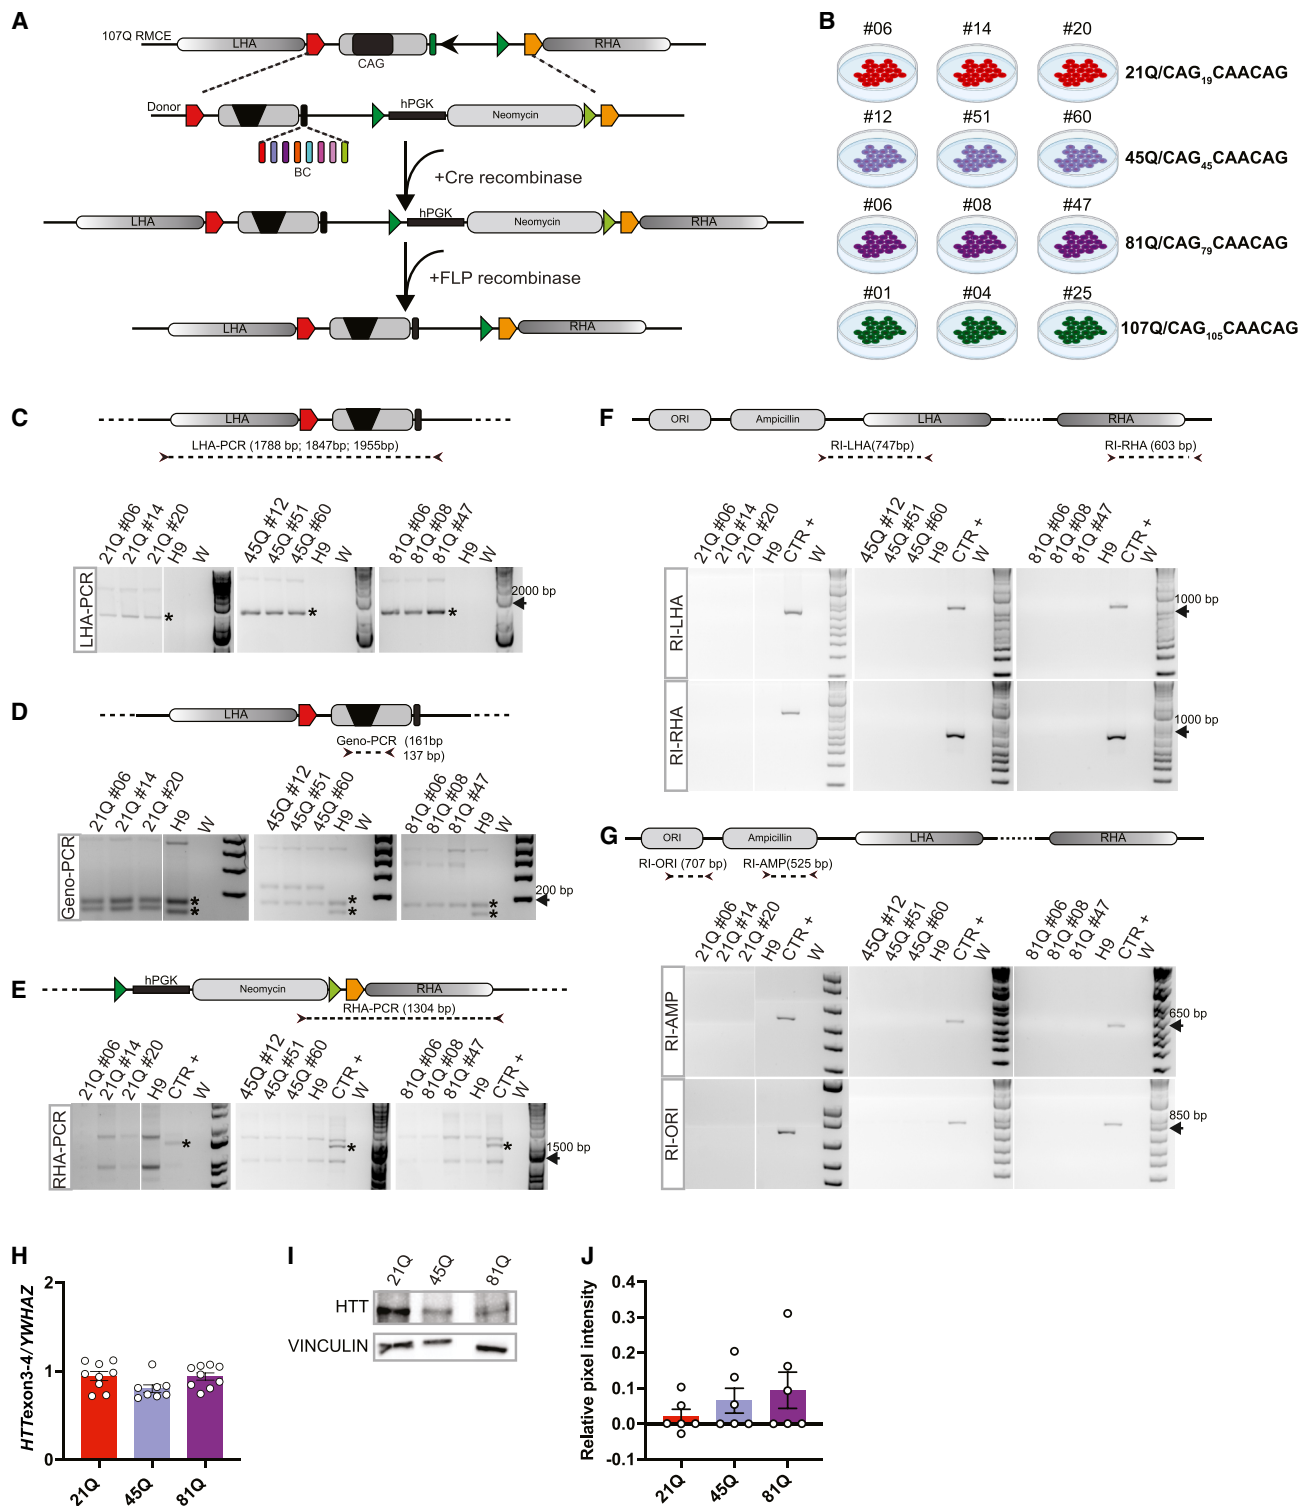 A
107Q RMCE
LHA
CAG
RHA
Donor
hPGK
Neomycin
BC
+Cre recombinase
LHA
hPGK
Neomycin
RHA
+FLP recombinase
LHA
RHA
B
#06 #14 #20
21Q/CAG19CAACAG
#12 #51 #60
45Q/CAG45CAACAG
#06 #08 #47
81Q/CAG79CAACAG
#01 #04 #25
107Q/CAG105CAACAG
C
LHA
LHA-PCR (1788 bp; 1847bp; 1955bp)
21Q #06 21Q #14 21Q #20 H9 W
45Q #12 45Q #51 45Q #60 H9 W
81Q #06 81Q #08 81Q #47 H9 W
LHA-PCR
* * *
2000 bp
D
LHA
Geno-PCR (161bp
137 bp)
21Q #06 21Q #14 21Q #20 H9 W
45Q #12 45Q #51 45Q #60 H9 W
81Q #06 81Q #08 81Q #47 H9 W
Geno-PCR
* * *
* * *
200 bp
E
hPGK
Neomycin
RHA
RHA-PCR (1304 bp)
21Q #06 21Q #14 21Q #20 H9 CTR + W
45Q #12 45Q #51 45Q #60 H9 CTR + W
81Q #06 81Q #08 81Q #47 H9 CTR + W
RHA-PCR
* * *
1500 bp
F
ORI
Ampicillin
LHA
RHA
RI-LHA(747bp)
RI-RHA (603 bp)
21Q #06 21Q #14 21Q #20 H9 CTR + W
45Q #12 45Q #51 45Q #60 H9 CTR + W
81Q #06 81Q #08 81Q #47 H9 CTR + W
RI-LHA
1000 bp
RI-RHA
1000 bp
G
ORI
Ampicillin
LHA
RHA
RI-ORI (707 bp)
RI-AMP(525 bp)
21Q #06 21Q #14 21Q #20 H9 CTR + W
45Q #12 45Q #51 45Q #60 H9 CTR + W
81Q #06 81Q #08 81Q #47 H9 CTR + W
RI-AMP
650 bp
RI-ORI
850 bp
H
HTTexon3-4/YWHAZ
2
1
0
21Q 45Q 81Q
I
21Q 45Q 81Q
HTT
VINCULIN
J
Relative pixel intensity
0.4
0.3
0.2
0.1
0.0
-0.1
21Q 45Q 81Q